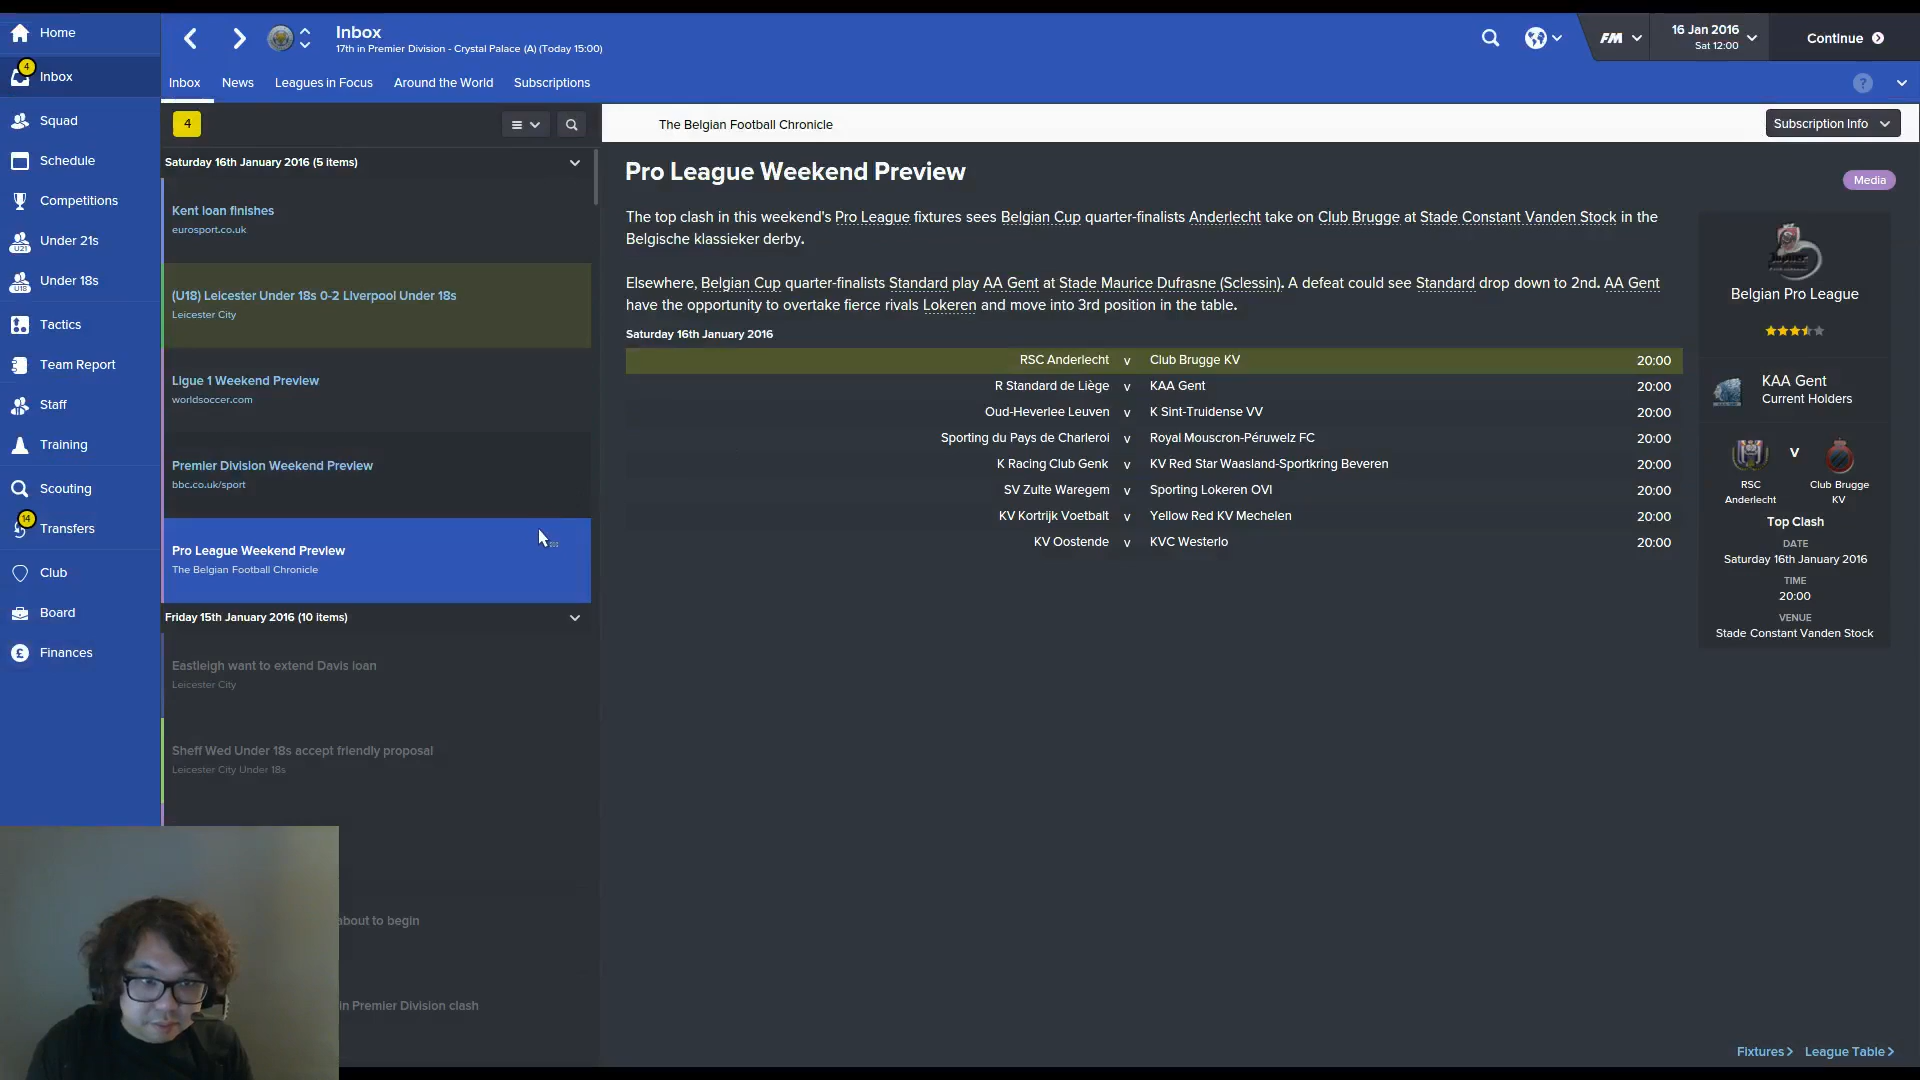 Home
4
Inbox
Squad
Schedule
Competitions
Under 21s
U21
Under 18s
U18
Tactics
Team Report
Staff
Training
Scouting
14
Transfers
Club
Board
Finances
Inbox
17th in Premier Division - Crystal Palace (A) (Today 15:00)
FM
16 Jan 2016
Sat 12:00
Continue
Inbox News Leagues in Focus Around the World Subscriptions
?
4
Saturday 16th January 2016 (5 items)
Kent loan finishes
eurosport.co.uk
(U18) Leicester Under 18s 0-2 Liverpool Under 18s
Leicester City
Ligue 1 Weekend Preview
worldsoccer.com
Premier Division Weekend Preview
bbc.co.uk/sport
Pro League Weekend Preview
The Belgian Football Chronicle
Friday 15th January 2016 (10 items)
Eastleigh want to extend Davis loan
Leicester City
Sheff Wed Under 18s accept friendly proposal
Leicester City Under 18s
about to begin
in Premier Division clash
The Belgian Football Chronicle
Subscription Info
Pro League Weekend Preview
Media
The top clash in this weekend's Pro League fixtures sees Belgian Cup quarter-finalists Anderlecht take on Club Brugge at Stade Constant Vanden Stock in the
Belgische klassieker derby.
Elsewhere, Belgian Cup quarter-finalists Standard play AA Gent at Stade Maurice Dufrasne (Sclessin). A defeat could see Standard drop down to 2nd. AA Gent
have the opportunity to overtake fierce rivals Lokeren and move into 3rd position in the table.
Saturday 16th January 2016
RSC Anderlecht v Club Brugge KV 20:00
R Standard de Liège v KAA Gent 20:00
Oud-Heverlee Leuven v K Sint-Truidense VV 20:00
Sporting du Pays de Charleroi v Royal Mouscron-Péruwelz FC 20:00
K Racing Club Genk v KV Red Star Waasland-Sportkring Beveren 20:00
SV Zulte Waregem v Sporting Lokeren OVl 20:00
KV Kortrijk Voetbalt v Yellow Red KV Mechelen 20:00
KV Oostende v KVC Westerlo 20:00
Belgian Pro League
KAA Gent
Current Holders
V
RSC
Anderlecht
Club Brugge
KV
Top Clash
DATE
Saturday 16th January 2016
TIME
20:00
VENUE
Stade Constant Vanden Stock
Fixtures
League Table